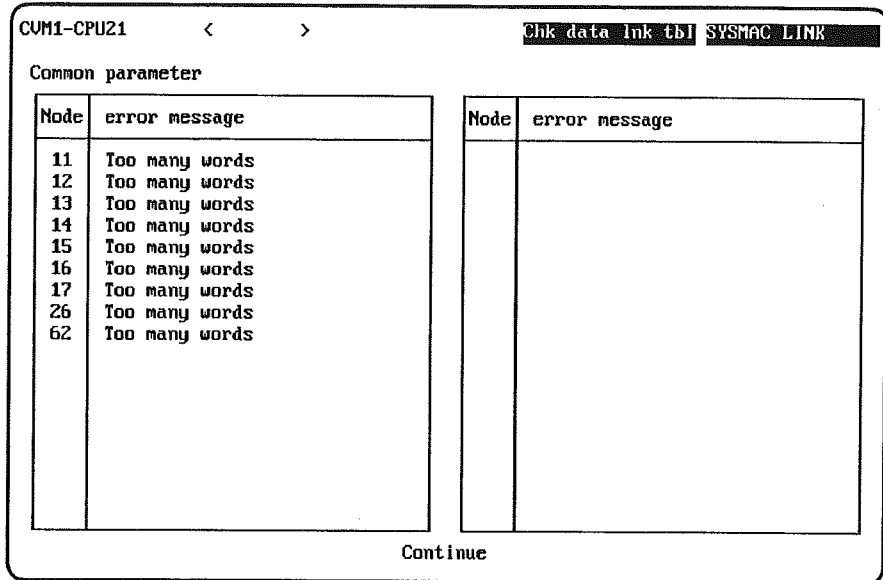 CVM1-CPU21 < > Chk data lnk tbl SYSMAC LINK
Common parameter
Node error message Node error message
11 Too many words
12 Too many words
13 Too many words
14 Too many words
15 Too many words
16 Too many words
17 Too many words
26 Too many words
62 Too many words
Continue